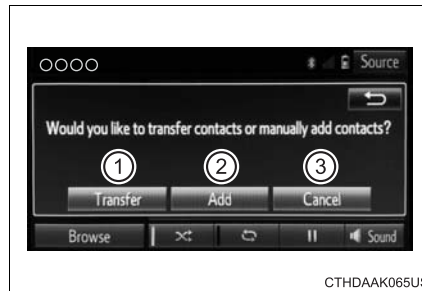 OOOO
Source
Would you like to transfer contacts or manually add contacts?
1 2 3
Transfer Add Cancel
Browse Sound
CTHDAAK065US